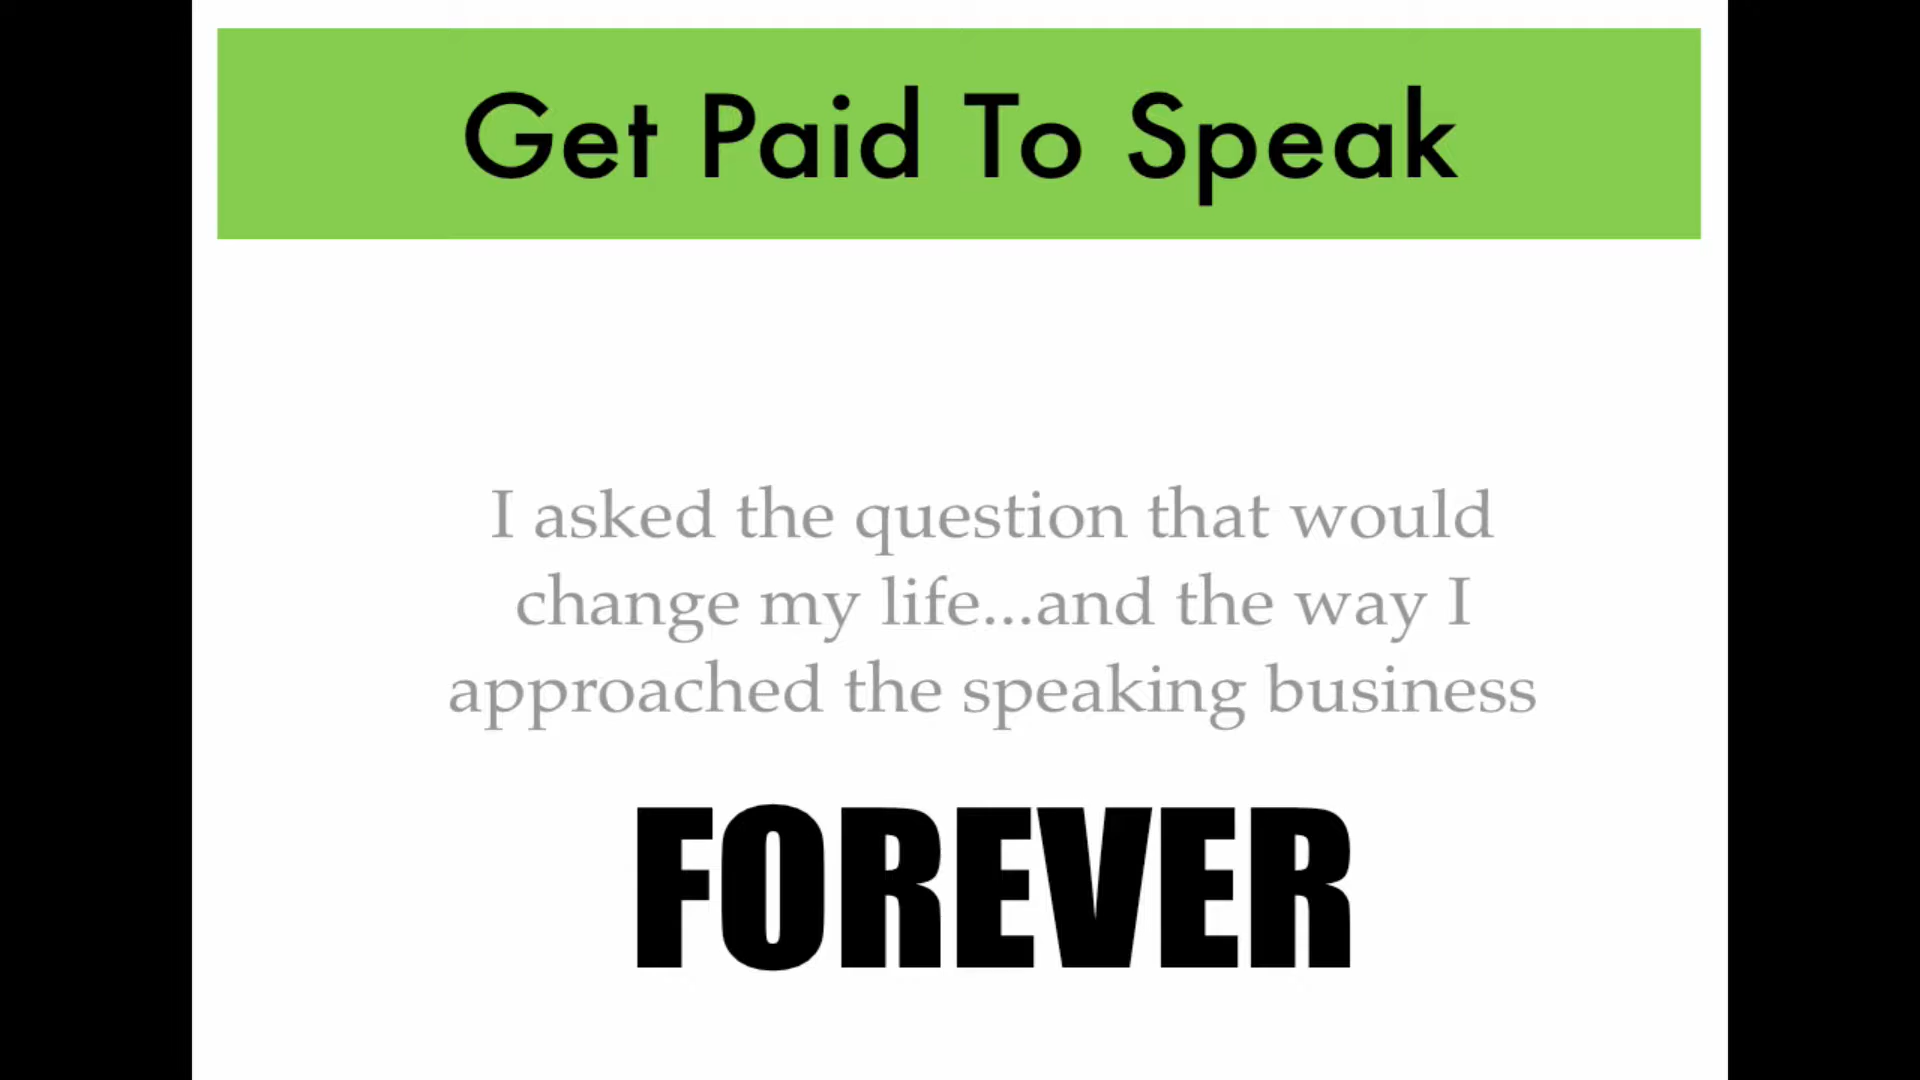 Get Paid To Speak
I asked the question that would
change my life...and the way I
approached the speaking business
FOREVER